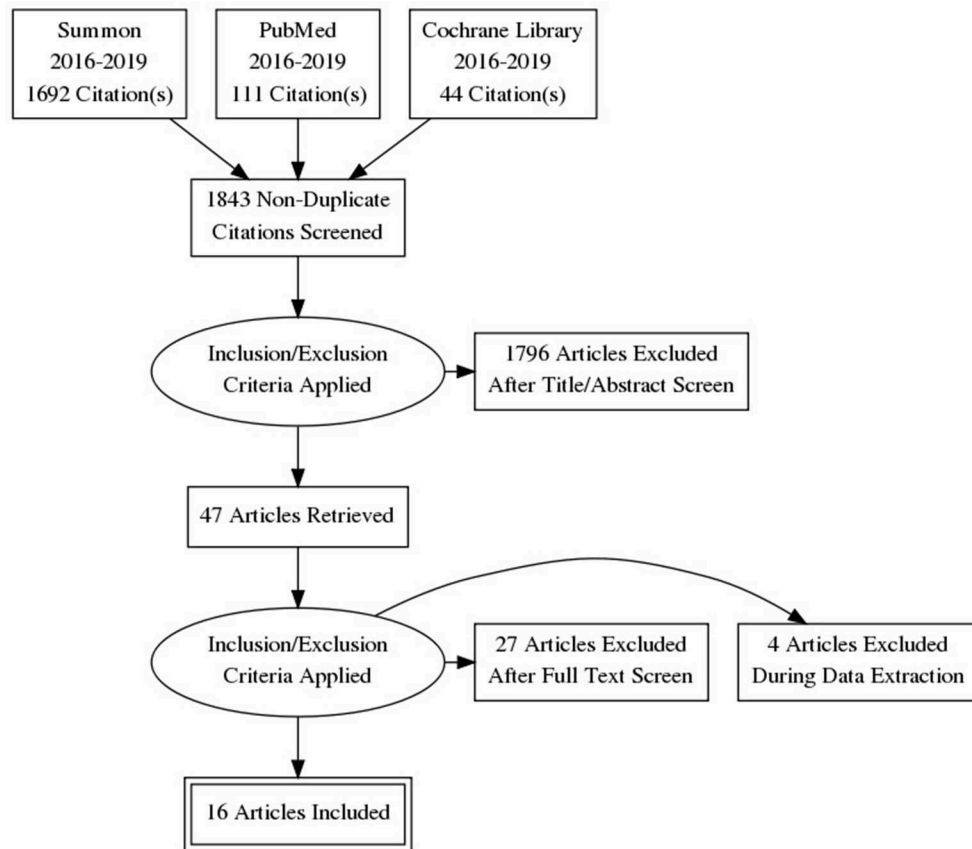 Summon
2016-2019
1692 Citation(s)
PubMed
2016-2019
111 Citation(s)
Cochrane Library
2016-2019
44 Citation(s)
1843 Non-Duplicate
Citations Screened
Inclusion/Exclusion
Criteria Applied
1796 Articles Excluded
After Title/Abstract Screen
47 Articles Retrieved
Inclusion/Exclusion
Criteria Applied
27 Articles Excluded
After Full Text Screen
4 Articles Excluded
During Data Extraction
16 Articles Included